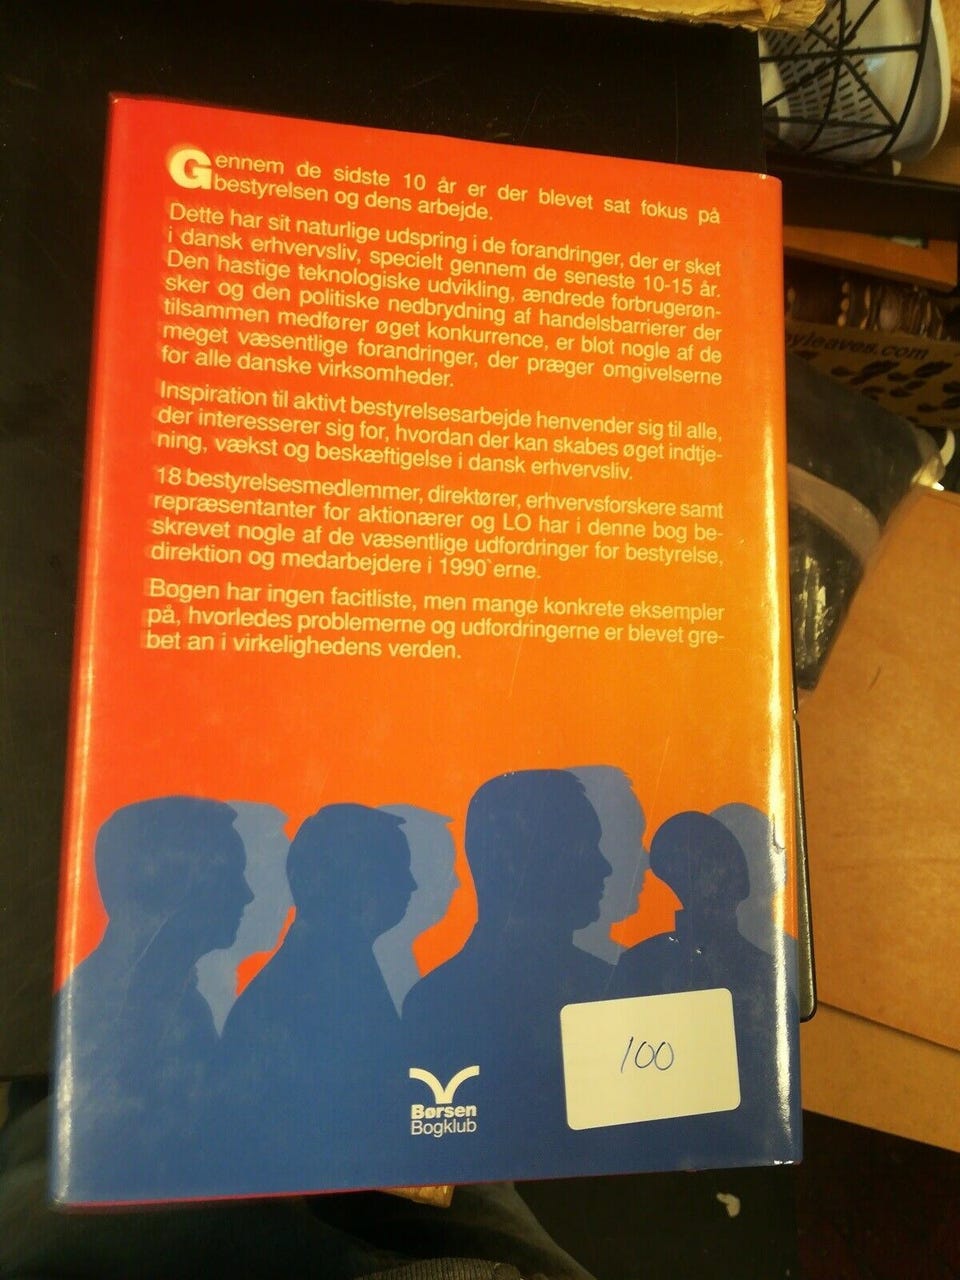 Gennem de sidste 10 år er der blevet sat fokus på
bestyrelsen og dens arbejde.
Dette har sit naturlige udspring i de forandringer, der er sket
i dansk erhvervsliv, specielt gennem de seneste 10-15 år.
Den hastige teknologiske udvikling, ændrede forbrugerøn-
sker og den politiske nedbrydning af handelsbarrierer der
tilsammen medfører øget konkurrence, er blot nogle af de
meget væsentlige forandringer, der præger omgivelserne
for alle danske virksomheder.
Inspiration til aktivt bestyrelsesarbejde henvender sig til alle,
der interesserer sig for, hvordan der kan skabes øget indtje-
ning, vækst og beskæftigelse i dansk erhvervsliv.
18 bestyrelsesmedlemmer, direktører, erhvervsforskere samt
repræsentanter for aktionærer og LO har i denne bog be-
skrevet nogle af de væsentlige udfordringer for bestyrelse,
direktion og medarbejdere i 1990`erne.
Bogen har ingen facitliste, men mange konkrete eksempler
på, hvorledes problemerne og udfordringerne er blevet gre-
bet an i virkelighedens verden.
100
Børsen
Bogklub
yleaves.com